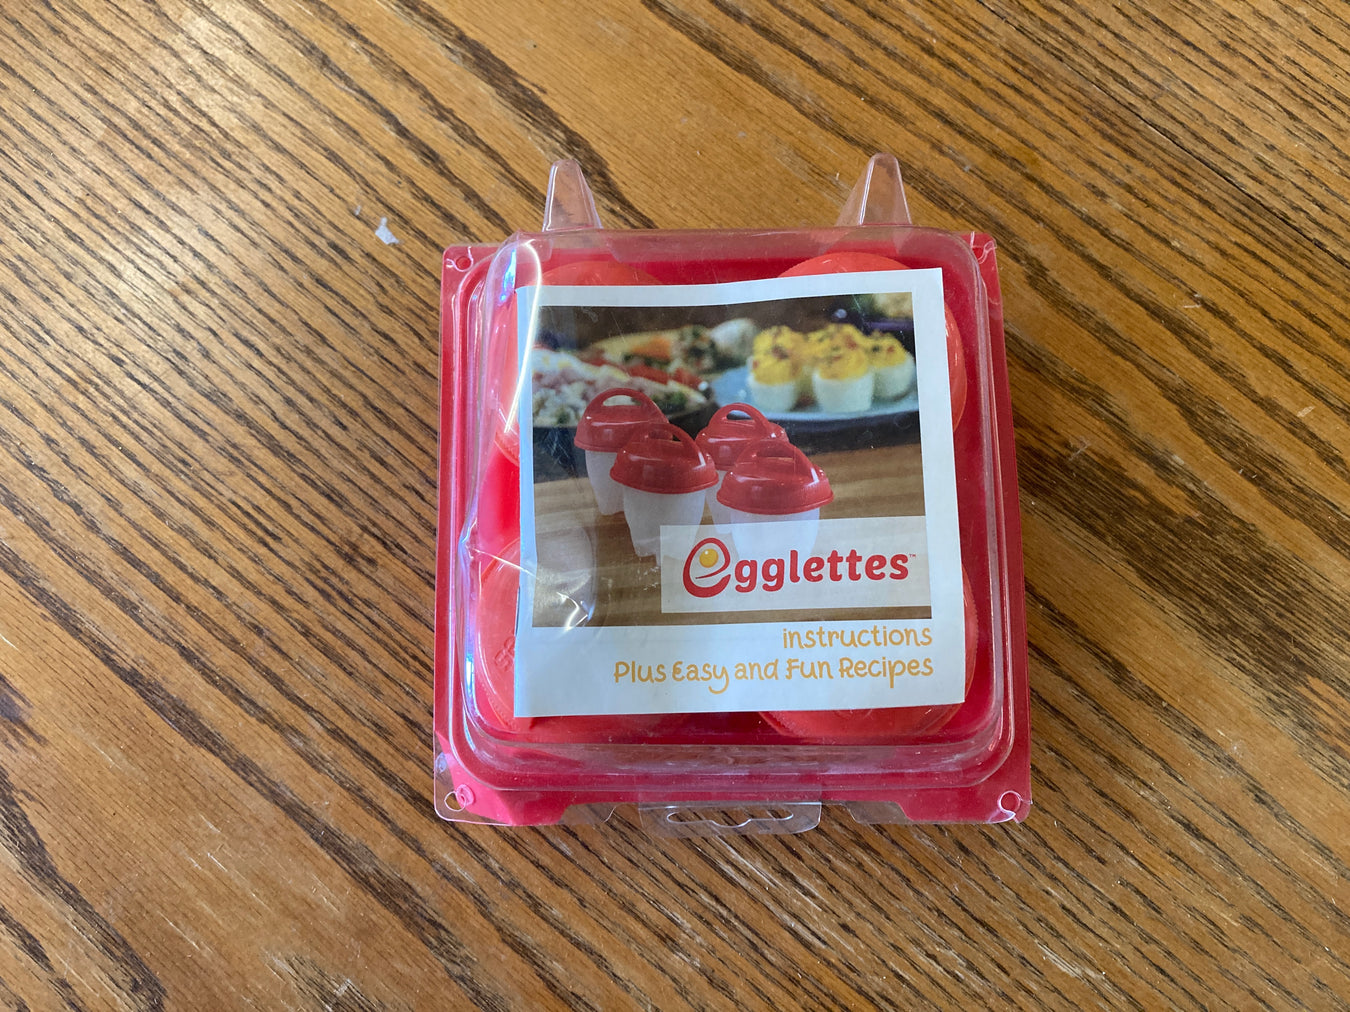 egglettes™
instructions
Plus Easy and Fun Recipes